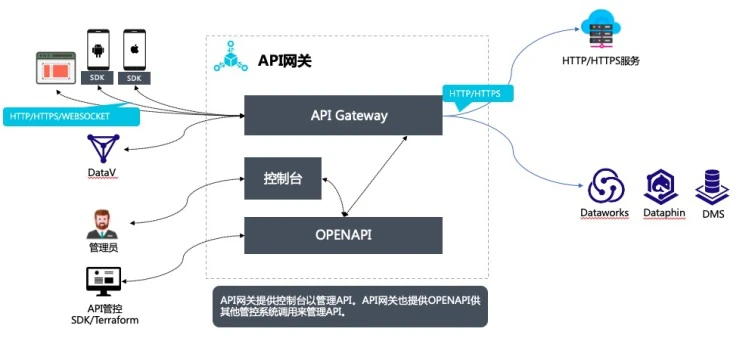 API网关
HTTP/HTTPS服务
SDK
SDK
HTTP/HTTPS/WEBSOCKET
API Gateway
HTTP/HTTPS
DataV
控制台
Dataworks
Dataphin
DMS
管理员
OPENAPI
API管控
SDK/Terraform
API网关提供控制台以管理API。API网关也提供OPENAPI供
其他管控系统调用来管理API。